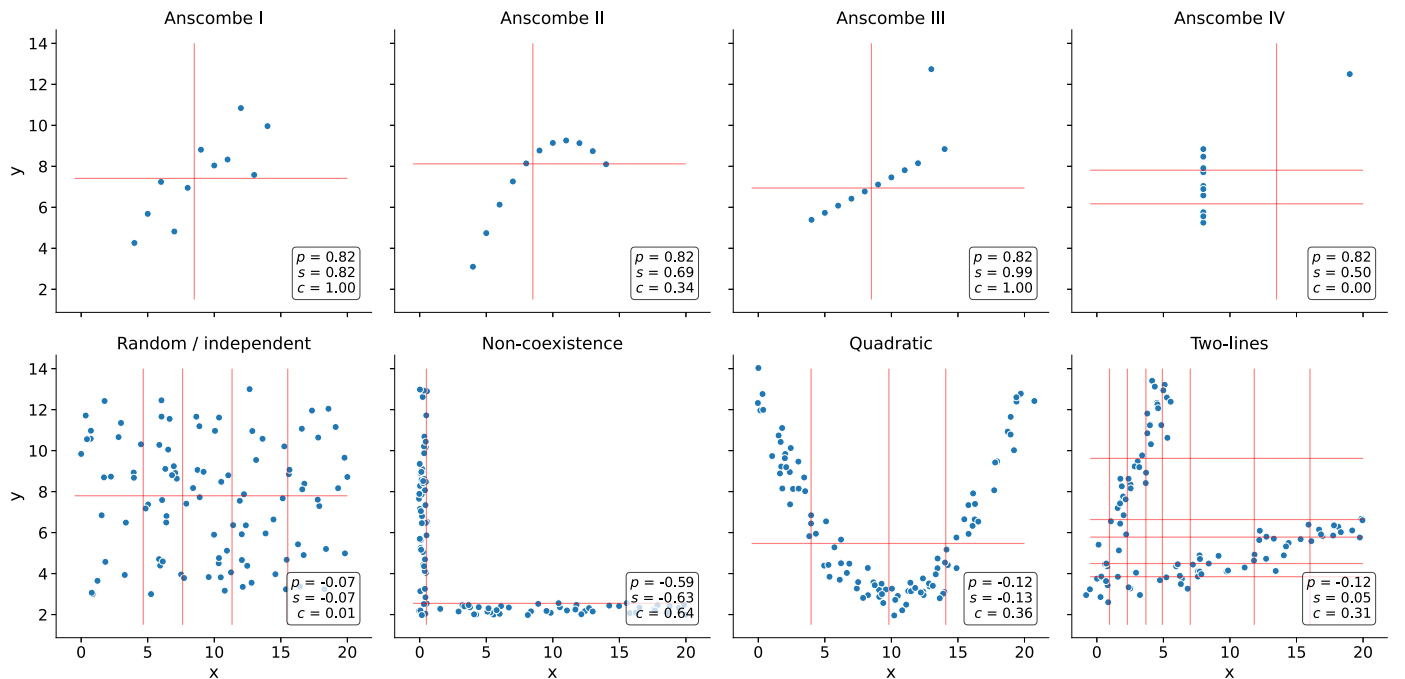 Anscombe I
Anscombe II
Anscombe III
Anscombe IV
14
12
10
8
6
4
2
y
p = 0.82
s = 0.82
c = 1.00
p = 0.82
s = 0.69
c = 0.34
p = 0.82
s = 0.99
c = 1.00
p = 0.82
s = 0.50
c = 0.00
Random / independent
Non-coexistence
Quadratic
Two-lines
14
12
10
8
6
4
2
y
p = -0.07
s = -0.07
c = 0.01
p = -0.59
s = -0.63
c = 0.64
p = -0.12
s = -0.13
c = 0.36
p = -0.12
s = 0.05
c = 0.31
0 5 10 15 20
0 5 10 15 20
0 5 10 15 20
0 5 10 15 20
x
x
x
x